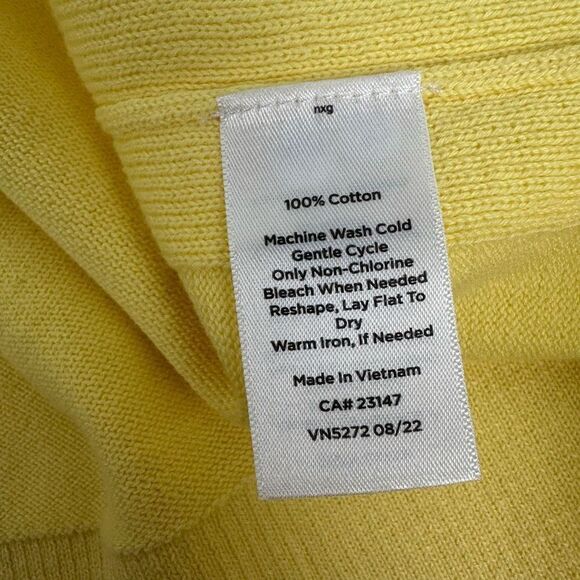 nxg
100% Cotton
Machine Wash Cold
Gentle Cycle
Only Non-Chlorine
Bleach When Needed
Reshape, Lay Flat To
Dry
Warm Iron, If Needed
Made In Vietnam
CA# 23147
VN5272 08/22